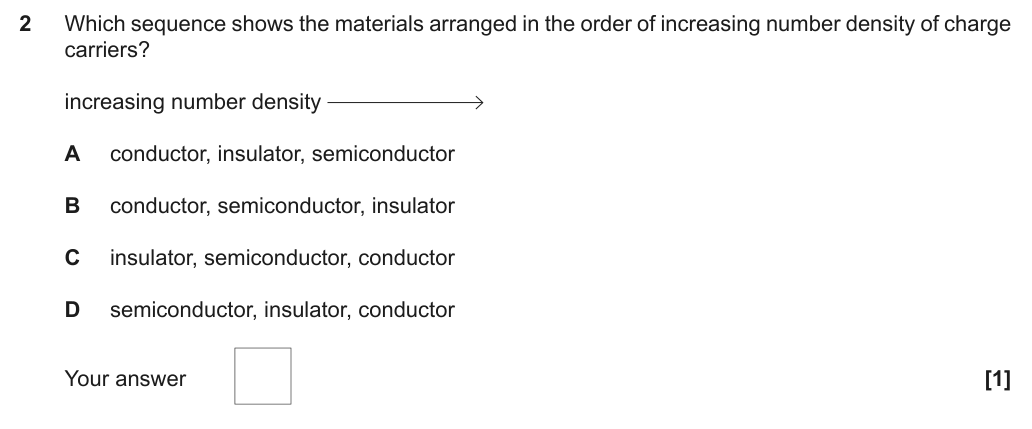 2 Which sequence shows the materials arranged in the order of increasing number density of charge
carriers?
increasing number density
A conductor, insulator, semiconductor
B conductor, semiconductor, insulator
C insulator, semiconductor, conductor
D semiconductor, insulator, conductor
Your answer [1]